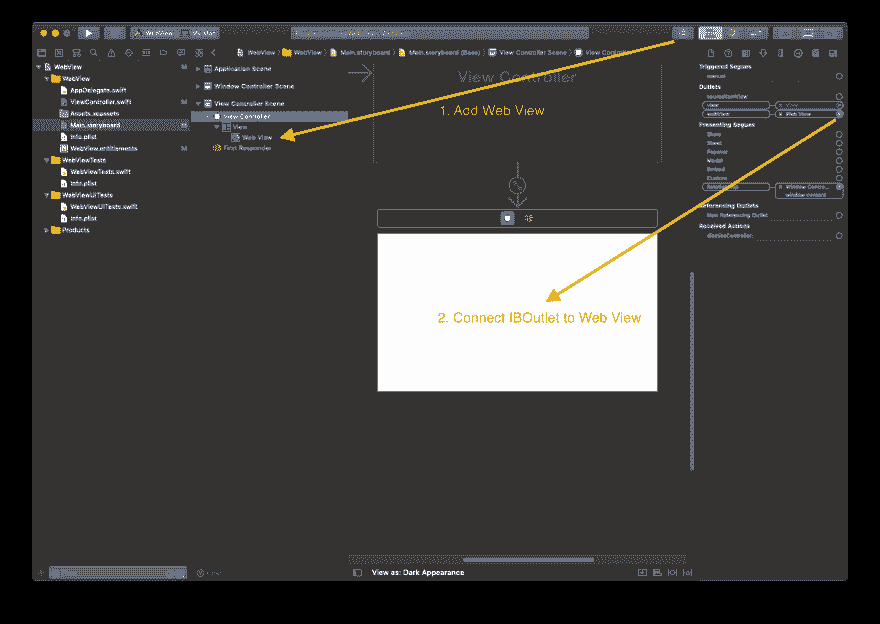 WebView
My Mac
WebView WebView Main.storyboard Main.storyboard (Base) View Controller Scene View Controller
WebView M
WebView
AppDelegate.swift
ViewController.swift M
Assets.xcassets
Main.storyboard M
Info.plist
WebView.entitlements M
WebViewTests
WebViewTests.swift
Info.plist
WebViewUITests
WebViewUITests.swift
Info.plist
Products
Application Scene
Window Controller Scene
View Controller Scene
View Controller
View
Web View
First Responder
View Controller
1. Add Web View
2. Connect IBOutlet to Web View
View as: Dark Appearance
Triggered Segues
manual
Outlets
sourceItemView
view View
webView Web View
Presenting Segues
Show
Sheet
Popover
Modal
Embed
Custom
Relationship Window Contro...
window content
Referencing Outlets
New Referencing Outlet
Received Actions
dismissController: